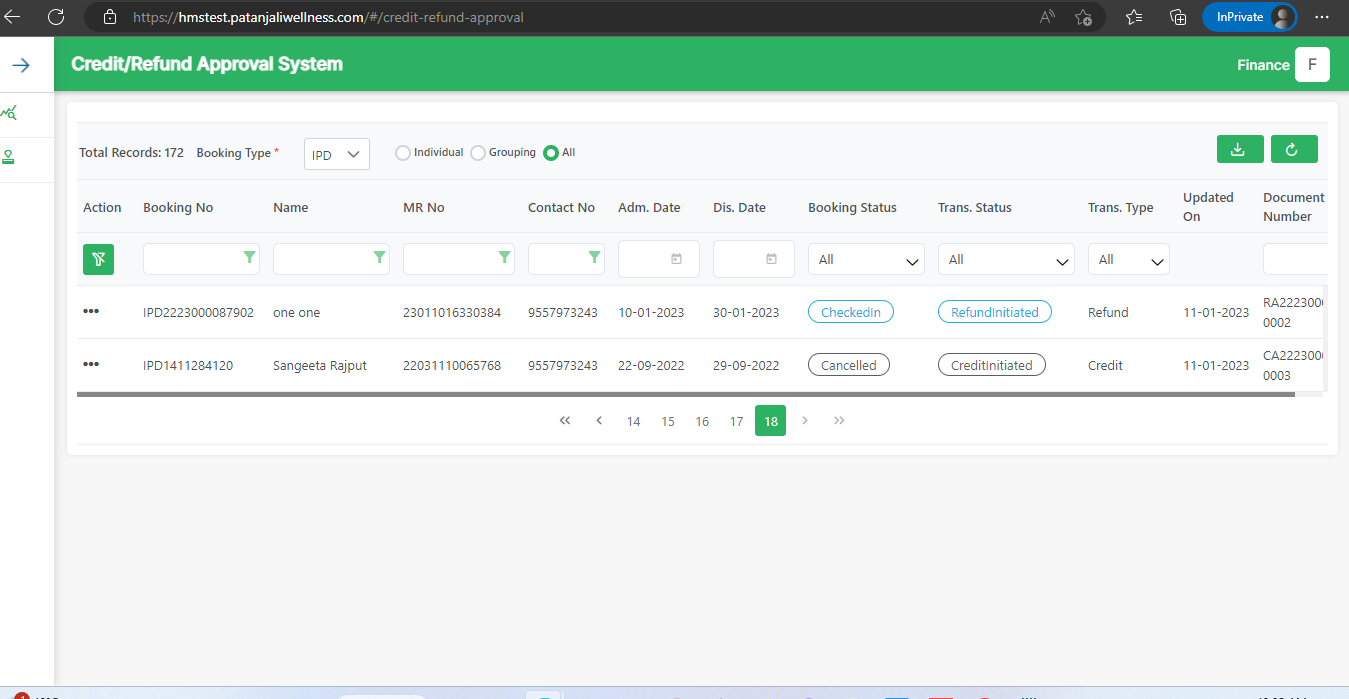 https://hmstest.patanjaliwellness.com/#/credit-refund-approval
InPrivate
Credit/Refund Approval System
Finance F
Total Records: 172 Booking Type * IPD Individual Grouping All
Action Booking No Name MR No Contact No Adm. Date Dis. Date Booking Status Trans. Status Trans. Type Updated On Document Number
All All All
IPD2223000087902 one one 23011016330384 9557973243 10-01-2023 30-01-2023 CheckedIn RefundInitiated Refund 11-01-2023 RA222300
0002
IPD1411284120 Sangeeta Rajput 22031110065768 9557973243 22-09-2022 29-09-2022 Cancelled CreditInitiated Credit 11-01-2023 CA222300
0003
14 15 16 17 18